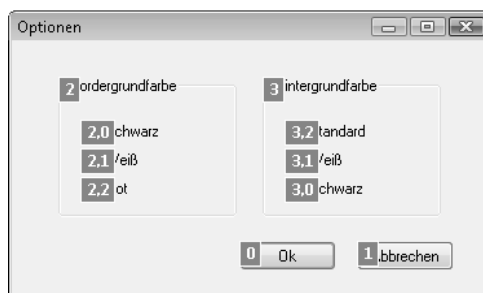 Optionen
2 ordergrundfarbe 3 intergrundfarbe
2,0 chwarz 3,2 tandard
2,1 eiß 3,1 eiß
2,2 ot 3,0 chwarz
0 Ok 1 bbrechen